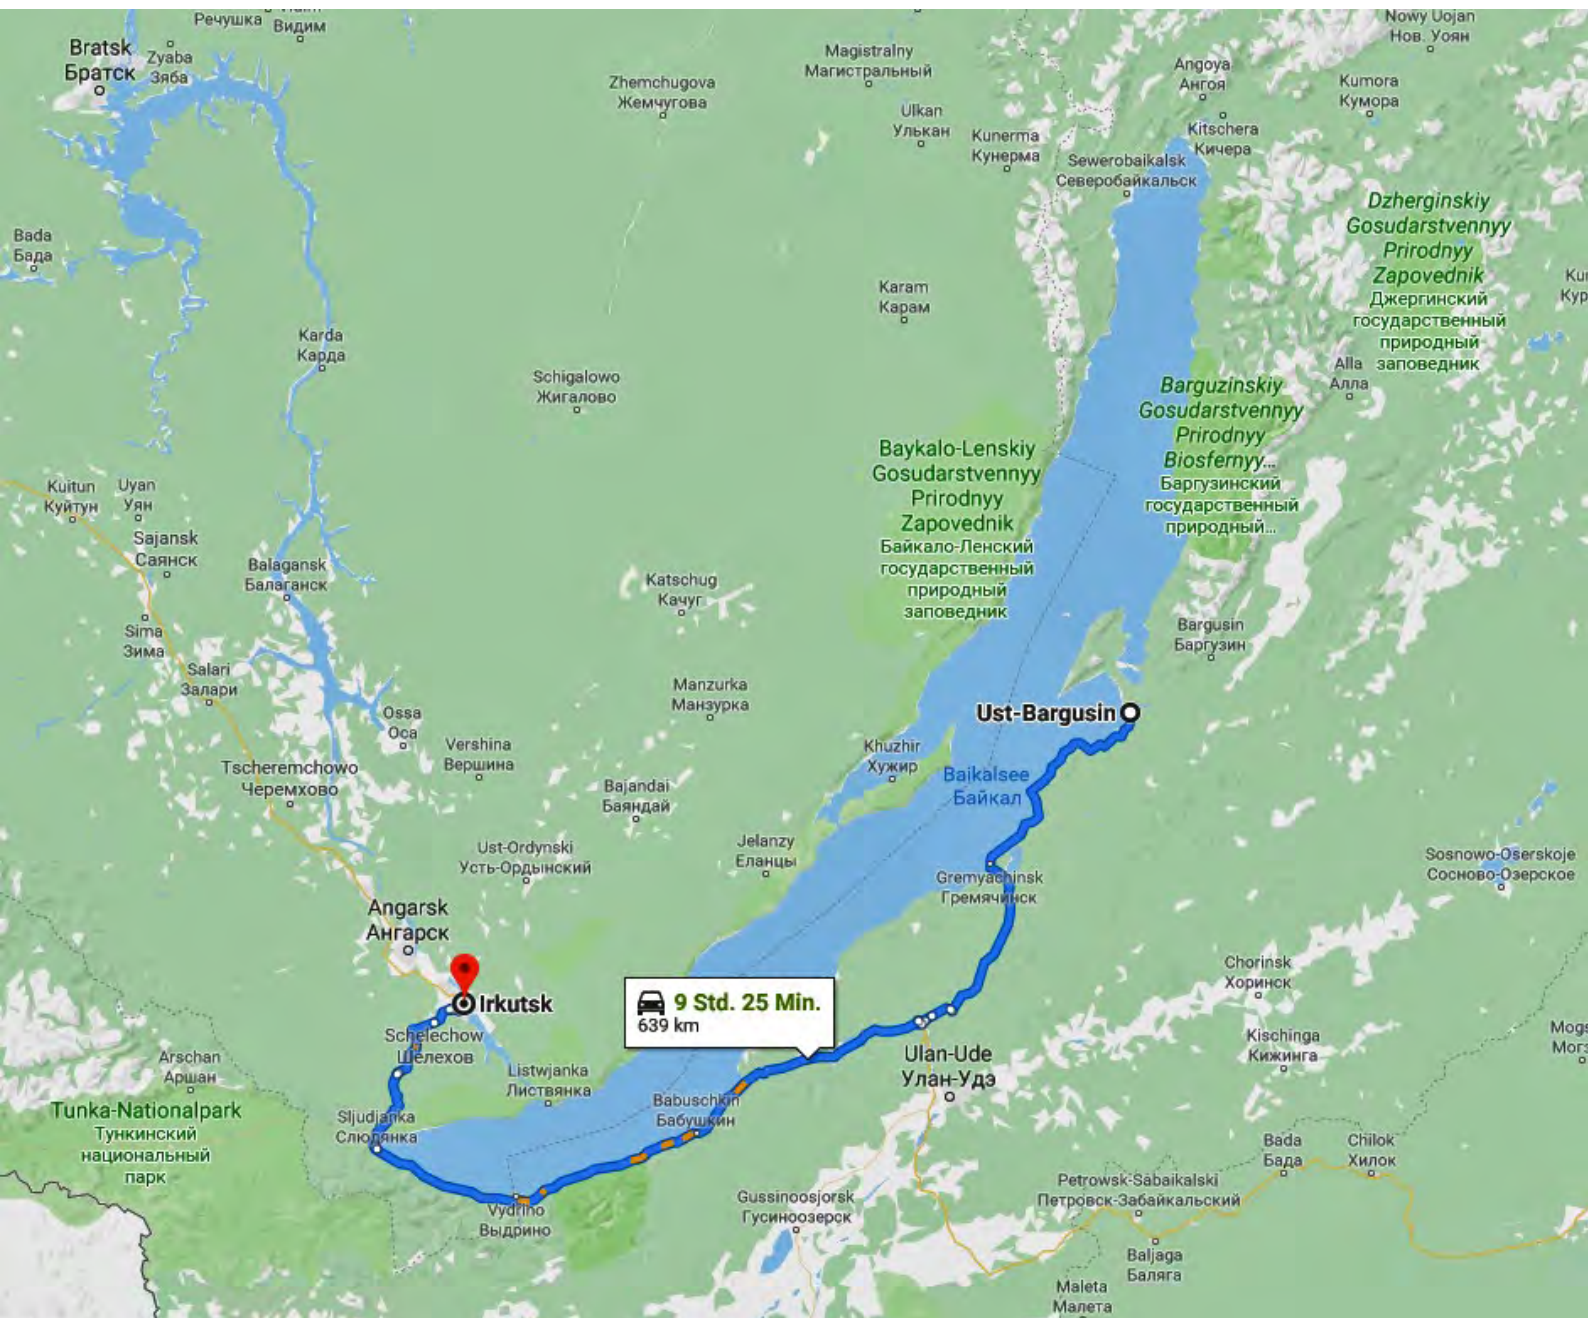 Речушка
Видим
Nowy Uojan
Нов. Уоян
Bratsk
Братск
Zyaba
Зяба
Magistralny
Магистральный
Angoya
Ангоя
Zhemchugova
Жемчугова
Kumora
Кумора
Ulkan
Улькан
Kunerma
Кунерма
Kitschera
Кичера
Sewerobaikalsk
Северобайкальск
Dzherginskiy
Gosudarstvennyy
Prirodnyy
Zapovednik
Джергинский
государственный
природный
заповедник
Bada
Бада
Karam
Карам
Karda
Карда
Alla
Алла
Schigalowo
Жигалово
Barguzinskiy
Gosudarstvennyy
Prirodnyy
Biosfernyy...
Баргузинский
государственный
природный...
Baykalo-Lenskiy
Gosudarstvennyy
Prirodnyy
Zapovednik
Байкало-Ленский
государственный
природный
заповедник
Kuitun
Куйтун
Uyan
Уян
Sajansk
Саянск
Balagansk
Балаганск
Katschug
Качуг
Sima
Зима
Bargusin
Баргузин
Salari
Залари
Manzurka
Манзурка
Ossa
Оса
Ust-Bargusin
Vershina
Вершина
Khuzhir
Хужир
Tscheremchowo
Черемхово
Baikalsee
Байкал
Bajandai
Баяндай
Jelanzy
Еланцы
Ust-Ordynski
Усть-Ордынский
Sosnowo-Oserskoje
Сосново-Озерское
Gremyachinsk
Гремячинск
Angarsk
Ангарск
Chorinsk
Хоринск
9 Std. 25 Min.
639 km
Irkutsk
Schelechow
Шелехов
Kischinga
Кижинга
Arschan
Аршан
Ulan-Ude
Улан-Удэ
Listwjanka
Листвянка
Tunka-Nationalpark
Тункинский
национальный
парк
Sljudjanka
Слюдянка
Babuschkin
Бабушкин
Bada
Бада
Chilok
Хилок
Petrowsk-Sabaikalski
Петровск-Забайкальский
Gussinoosjorsk
Гусиноозерск
Vydrino
Выдрино
Baljaga
Баляга
Maleta
Малета